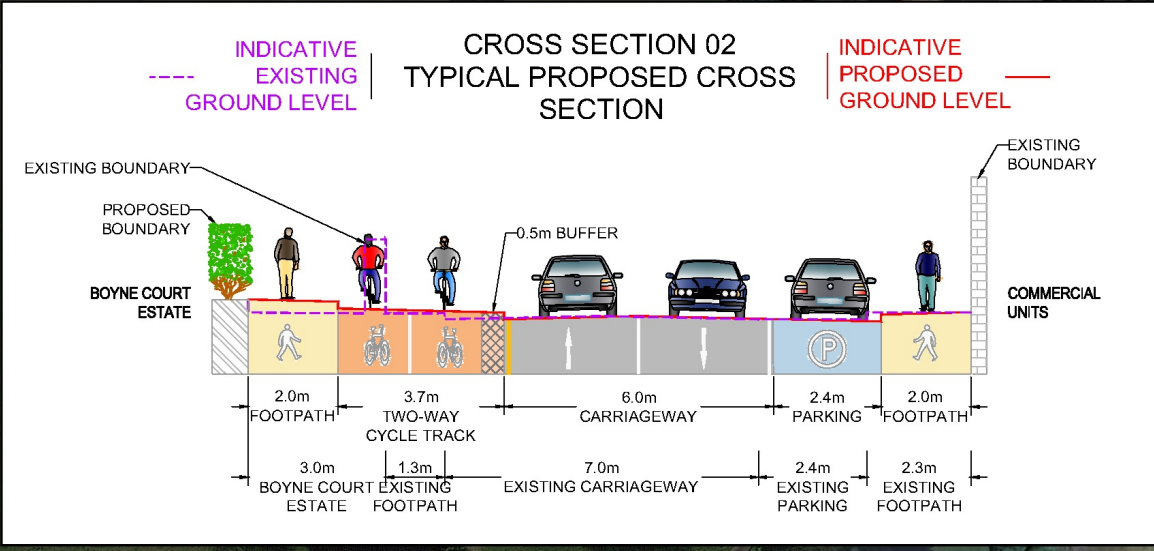 INDICATIVE
EXISTING
GROUND LEVEL
CROSS SECTION 02
TYPICAL PROPOSED CROSS
SECTION
INDICATIVE
PROPOSED
GROUND LEVEL
EXISTING BOUNDARY
PROPOSED
BOUNDARY
0.5m BUFFER
EXISTING
BOUNDARY
BOYNE COURT
ESTATE
COMMERCIAL
UNITS
P
2.0m
FOOTPATH
3.7m
TWO-WAY
CYCLE TRACK
6.0m
CARRIAGEWAY
2.4m
PARKING
2.0m
FOOTPATH
3.0m
BOYNE COURT
ESTATE
1.3m
EXISTING
FOOTPATH
7.0m
EXISTING CARRIAGEWAY
2.4m
EXISTING
PARKING
2.3m
EXISTING
FOOTPATH